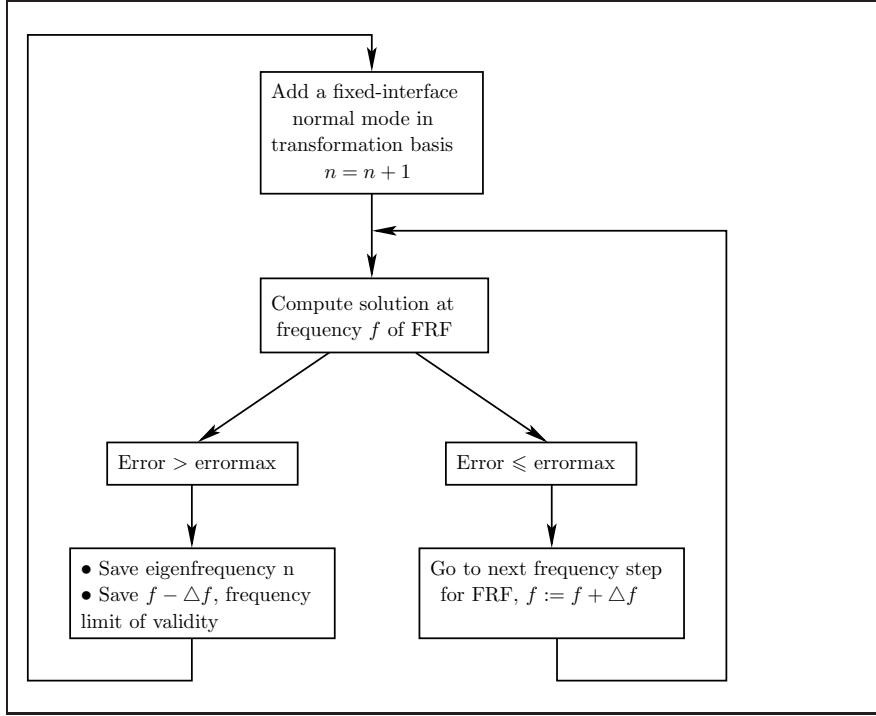 Add a fixed-interface
normal mode in
transformation basis
n = n + 1
Compute solution at
frequency f of FRF
Error > errormax
Error ⩽ errormax
● Save eigenfrequency n
● Save f − △f, frequency
limit of validity
Go to next frequency step
for FRF, f := f + △f